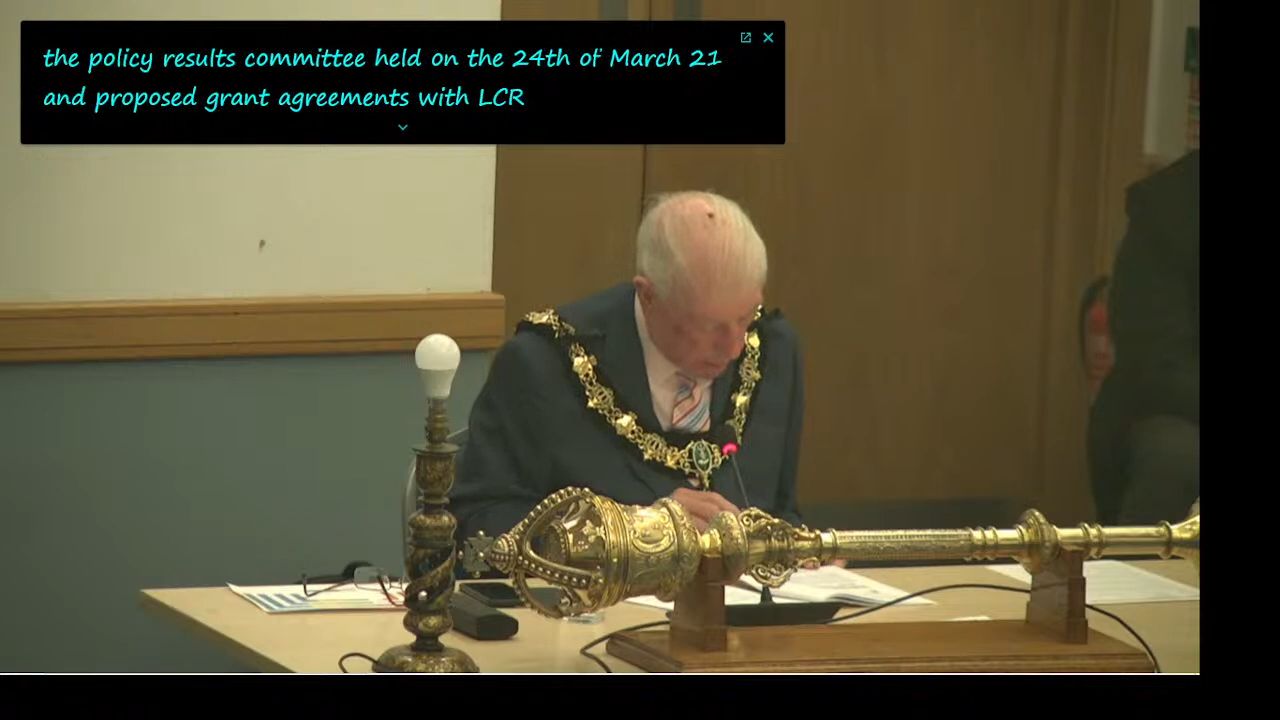 the policy results committee held on the 24th of March 21
and proposed grant agreements with LCR